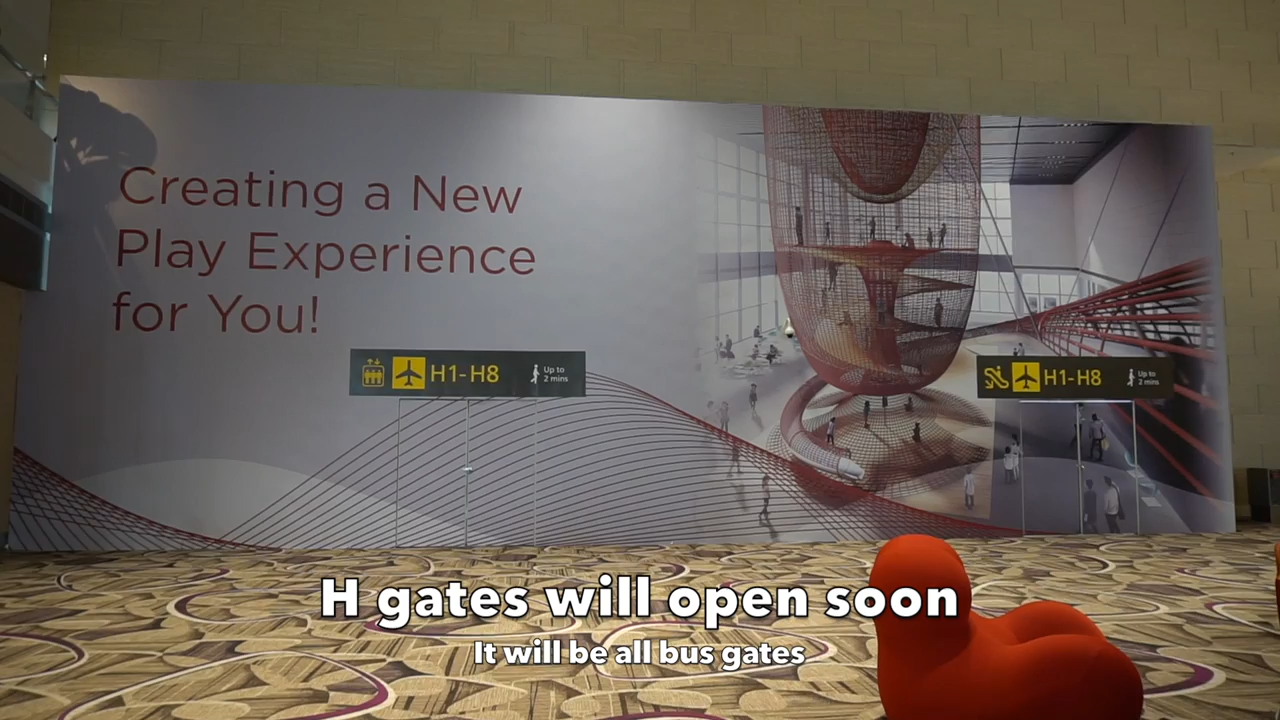 Creating a New
Play Experience
for You!
H1-H8
Up to
2 mins
H1-H8
Up to
2 mins
H gates will open soon
It will be all bus gates